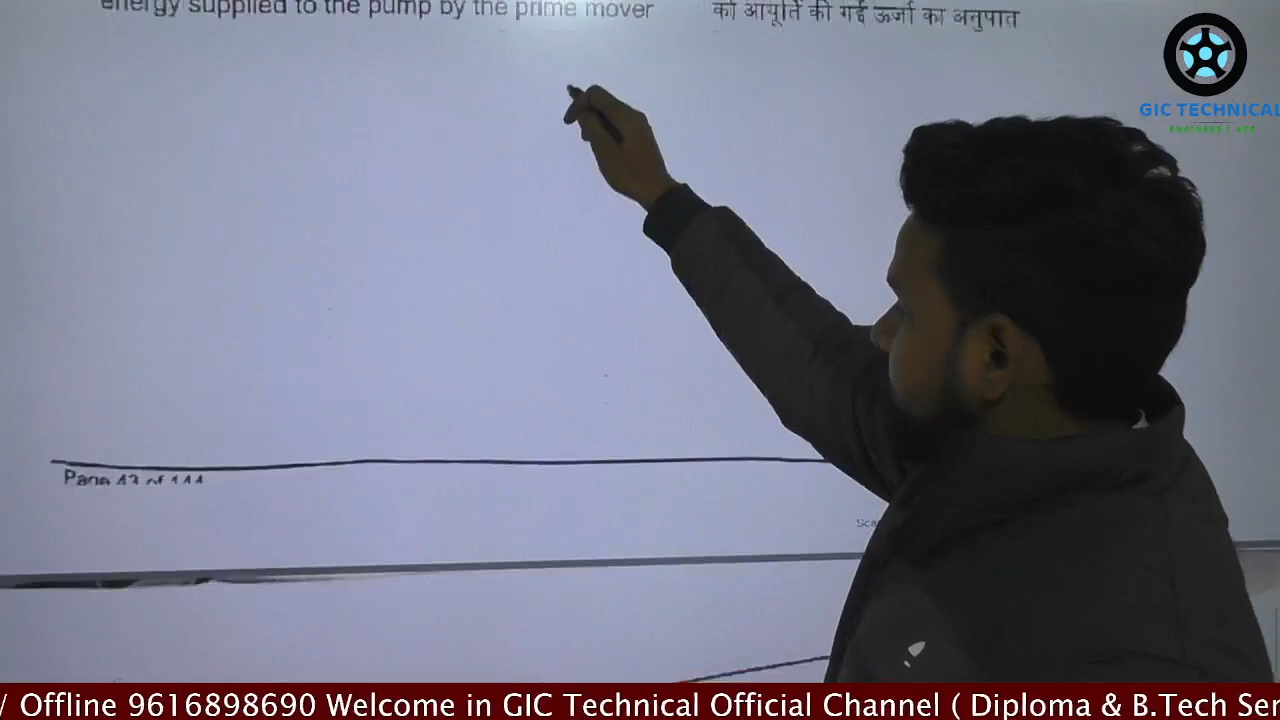 energy supplied to the pump by the prime mover
को आपूर्ति की गई ऊर्जा का अनुपात
GIC TECHNICAL
Page 43 of 144
/ Offline 9616898690 Welcome in GIC Technical Official Channel ( Diploma & B.Tech Ser